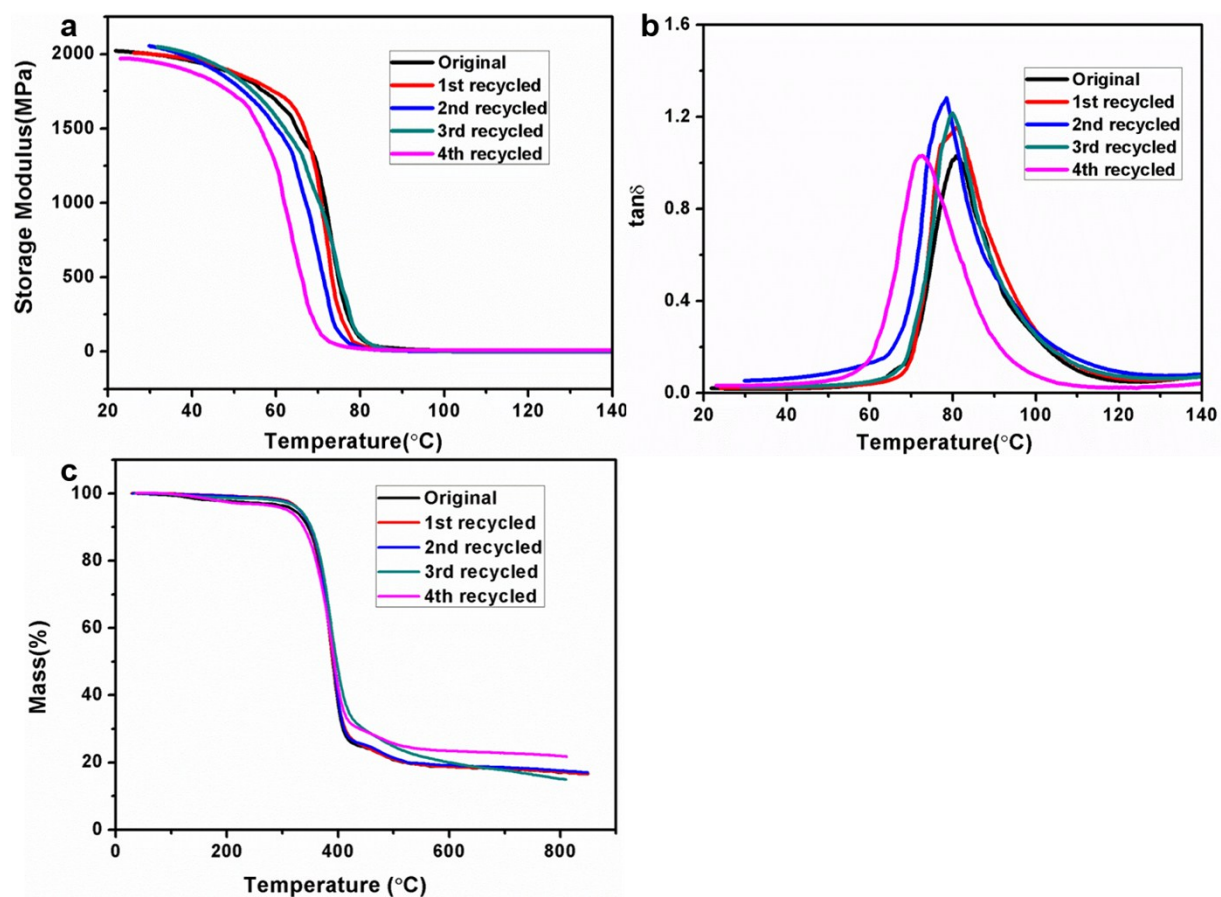 a
Storage Modulus(MPa)
2000
1500
1000
500
0
Original
1st recycled
2nd recycled
3rd recycled
4th recycled
20 40 60 80 100 120 140
Temperature(°C)
b
tanδ
1.6
1.2
0.8
0.4
0.0
Original
1st recycled
2nd recycled
3rd recycled
4th recycled
20 40 60 80 100 120 140
Temperature(°C)
c
Mass(%)
100
80
60
40
20
0
Original
1st recycled
2nd recycled
3rd recycled
4th recycled
0 200 400 600 800
Temperature (°C)